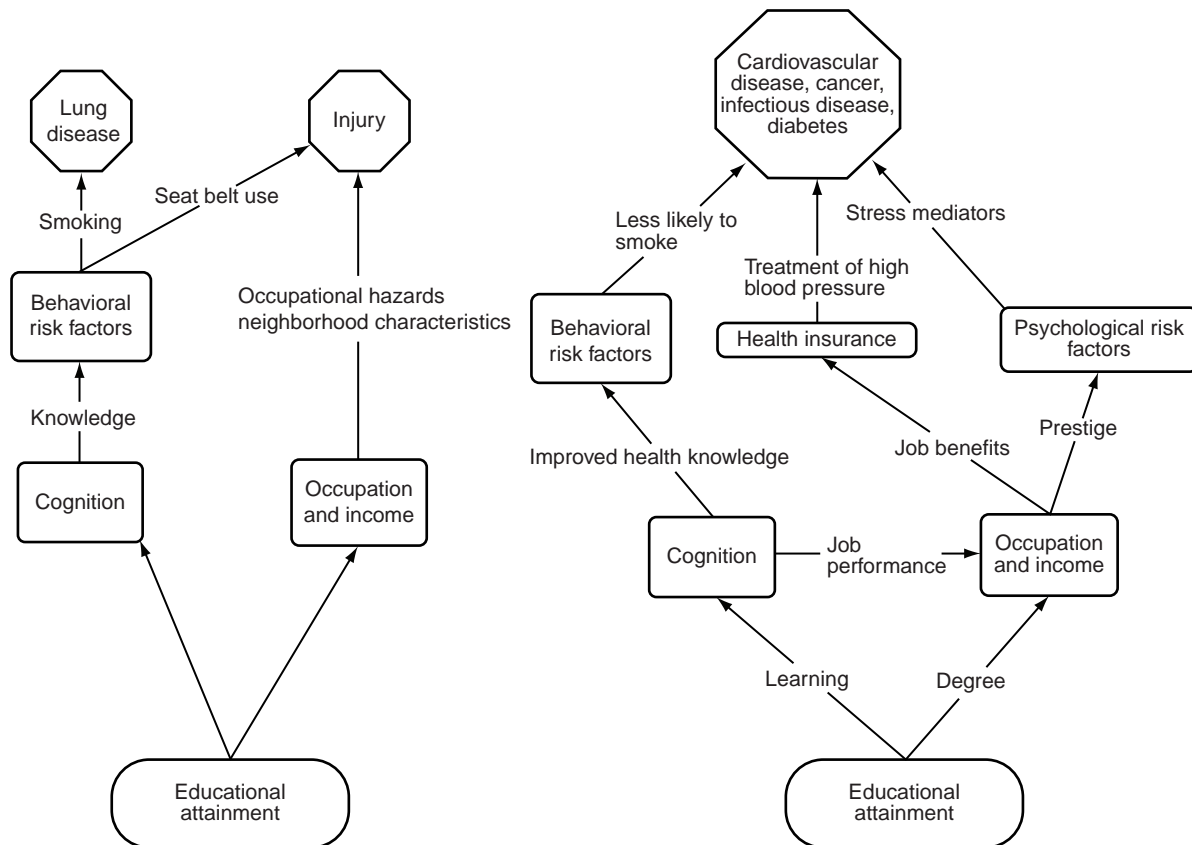 Lung
disease
Injury
Seat belt use
Smoking
Behavioral
risk factors
Occupational hazards
neighborhood characteristics
Knowledge
Cognition
Occupation
and income
Educational
attainment
Cardiovascular
disease, cancer,
infectious disease,
diabetes
Less likely to
smoke
Stress mediators
Treatment of high
blood pressure
Behavioral
risk factors
Health insurance
Psychological risk
factors
Improved health knowledge
Job benefits
Prestige
Cognition
Job
performance
Occupation
and income
Learning
Degree
Educational
attainment